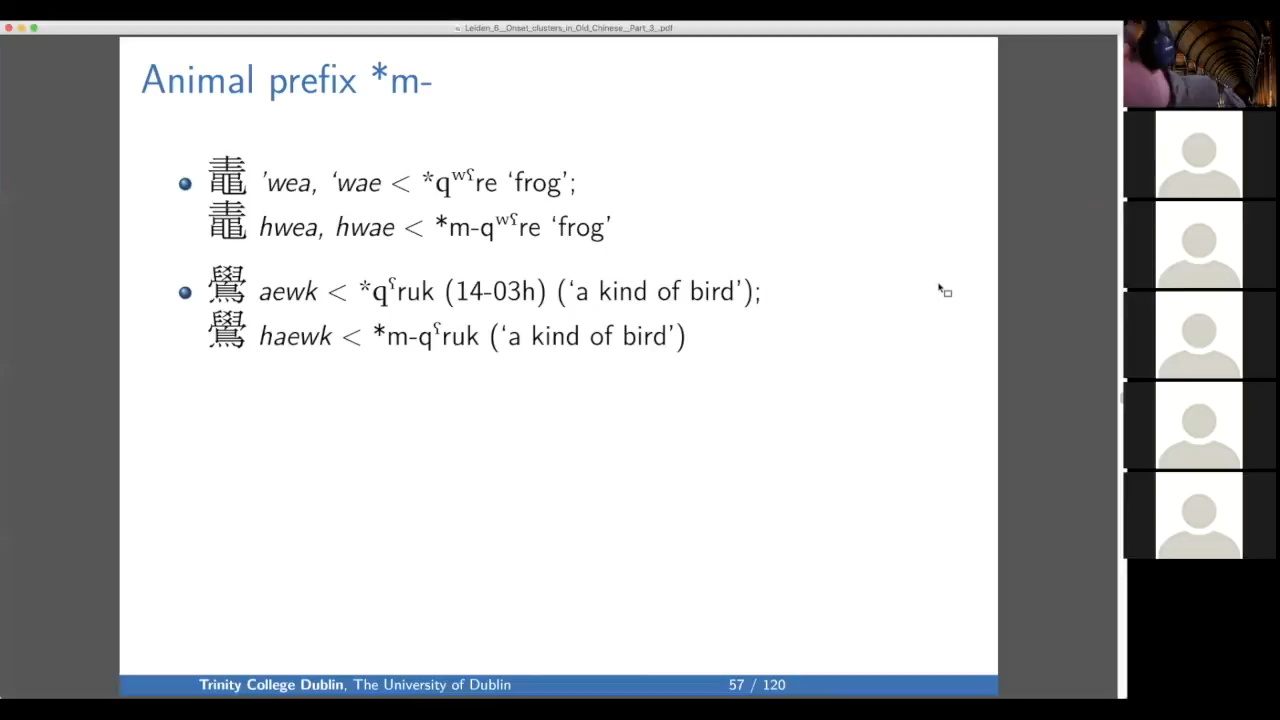 Leiden_6__Onset_clusters_in_Old_Chinese__Part_3_.pdf
Animal prefix *m-
鼃 'wea, ‘wae < *qʷˤre ‘frog’;
鼃 hwea, hwae < *m-qʷˤre ‘frog’
鷽 aewk < *qˤruk (14-03h) (‘a kind of bird’);
鷽 haewk < *m-qˤruk (‘a kind of bird’)
Trinity College Dublin, The University of Dublin
57 / 120